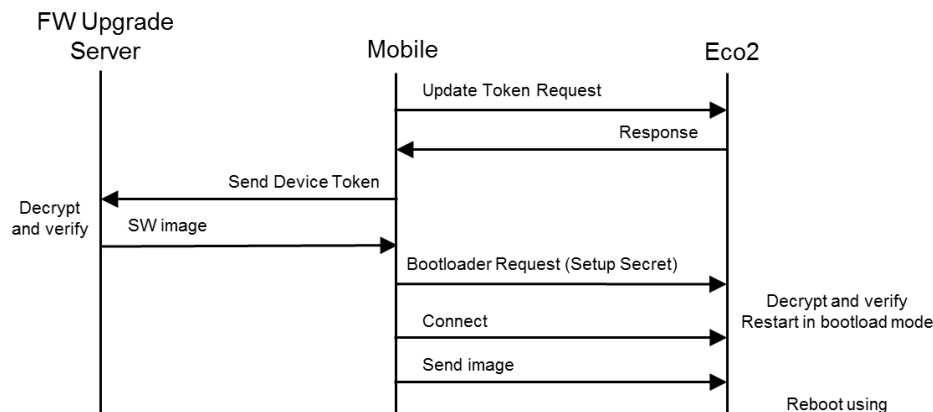 FW Upgrade
Server
Mobile
Eco2
Update Token Request
Response
Send Device Token
Decrypt
and verify
SW image
Bootloader Request (Setup Secret)
Decrypt and verify
Restart in bootload mode
Connect
Send image
Reboot using